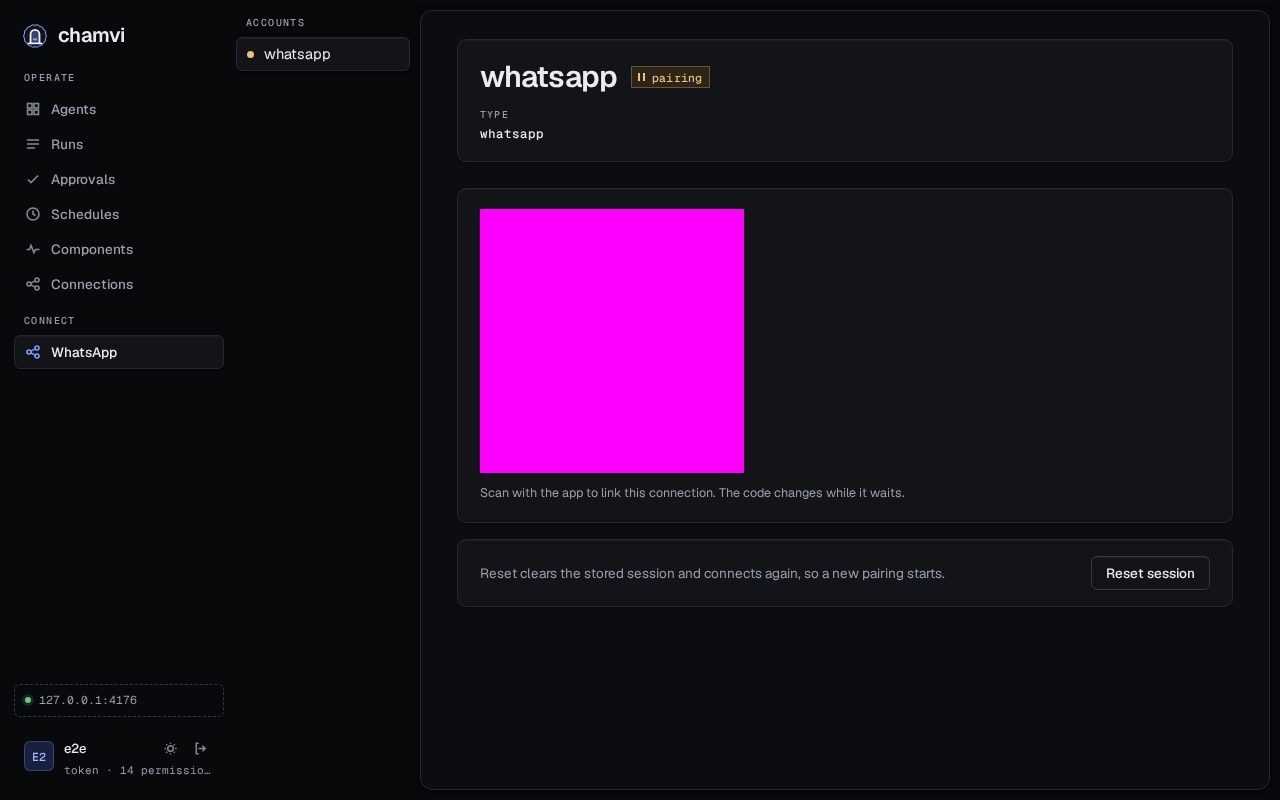 chamvi
OPERATE
Agents
Runs
Approvals
Schedules
Components
Connections
CONNECT
WhatsApp
127.0.0.1:4176
E2
e2e
token · 14 permissio…
ACCOUNTS
whatsapp
whatsapp
pairing
TYPE
whatsapp
Scan with the app to link this connection. The code changes while it waits.
Reset clears the stored session and connects again, so a new pairing starts.
Reset session